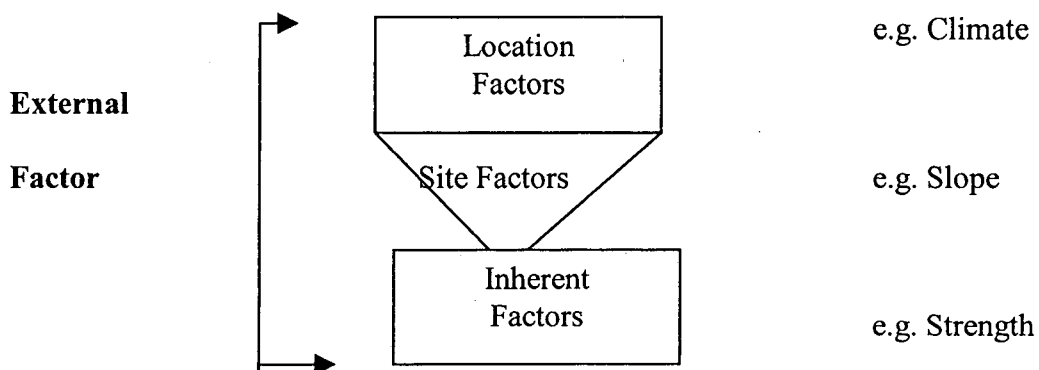 Location
Factors
e.g. Climate
External
Factor
Site Factors
e.g. Slope
Inherent
Factors
e.g. Strength